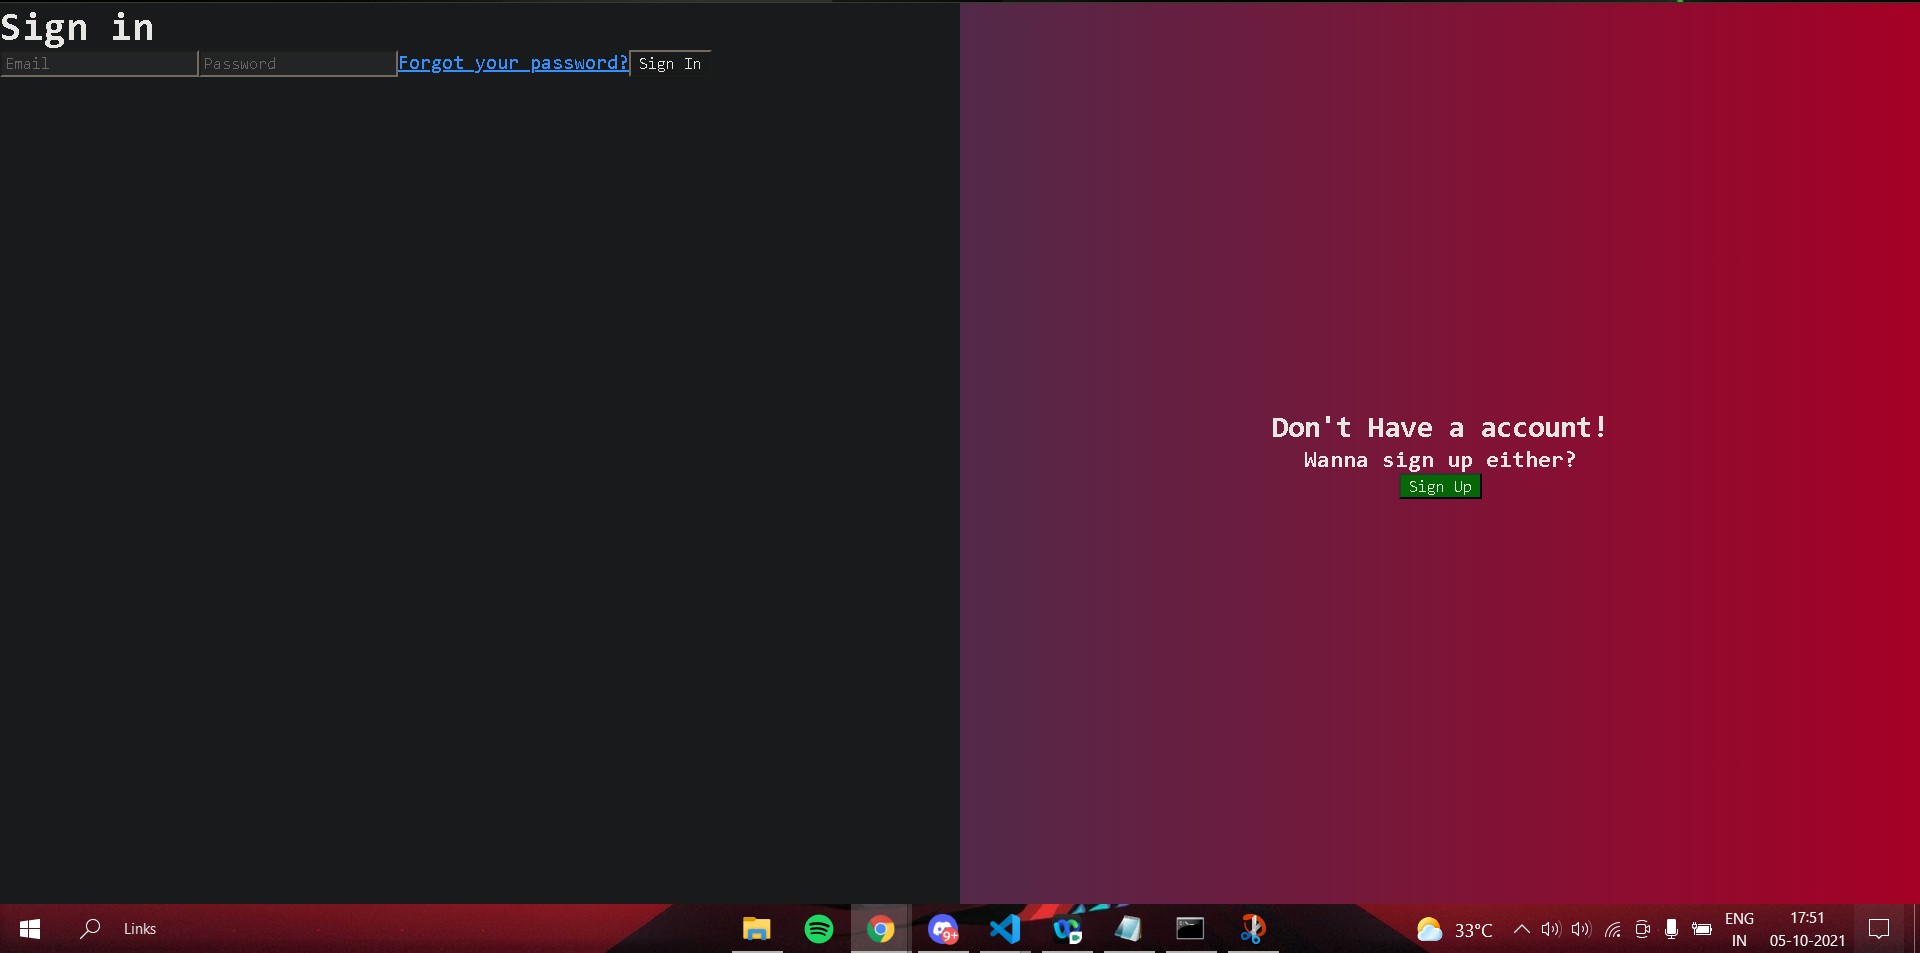 Sign in
Email Password Forgot your password? Sign In
Don't Have a account!
Wanna sign up either?
Sign Up
Links
9+
33°C
ENG
IN
17:51
05-10-2021